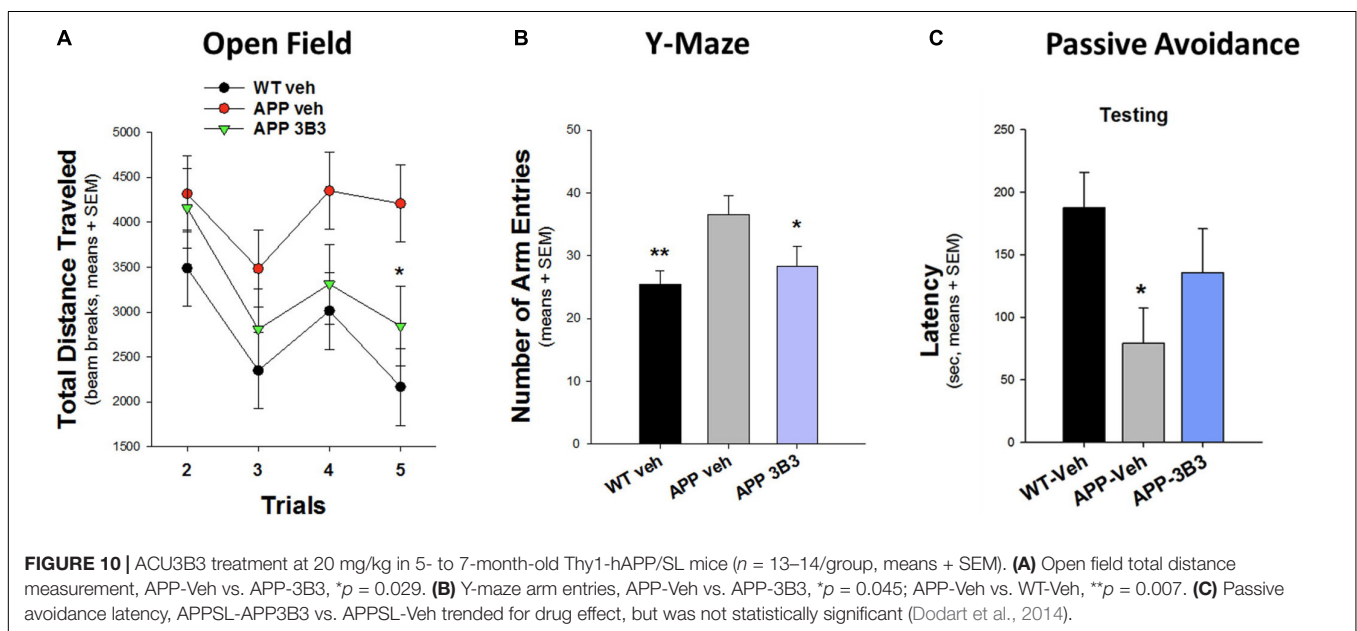 A
Open Field
WT veh
APP veh
APP 3B3
Total Distance Traveled
(beam breaks, means + SEM)
5000
4500
4000
3500
3000
2500
2000
1500
*
2 3 4 5
Trials
B
Y-Maze
Number of Arm Entries
(means + SEM)
50
40
30
20
10
0
**
*
WT veh
APP veh
APP 3B3
C
Passive Avoidance
Testing
Latency
(sec, means + SEM)
250
200
150
100
50
0
*
WT-Veh
APP-Veh
APP-3B3
FIGURE 10 | ACU3B3 treatment at 20 mg/kg in 5- to 7-month-old Thy1-hAPP/SL mice (n = 13–14/group, means + SEM). (A) Open field total distance
measurement, APP-Veh vs. APP-3B3, *p = 0.029. (B) Y-maze arm entries, APP-Veh vs. APP-3B3, *p = 0.045; APP-Veh vs. WT-Veh, **p = 0.007. (C) Passive
avoidance latency, APPSL-APP3B3 vs. APPSL-Veh trended for drug effect, but was not statistically significant (Dodart et al., 2014).